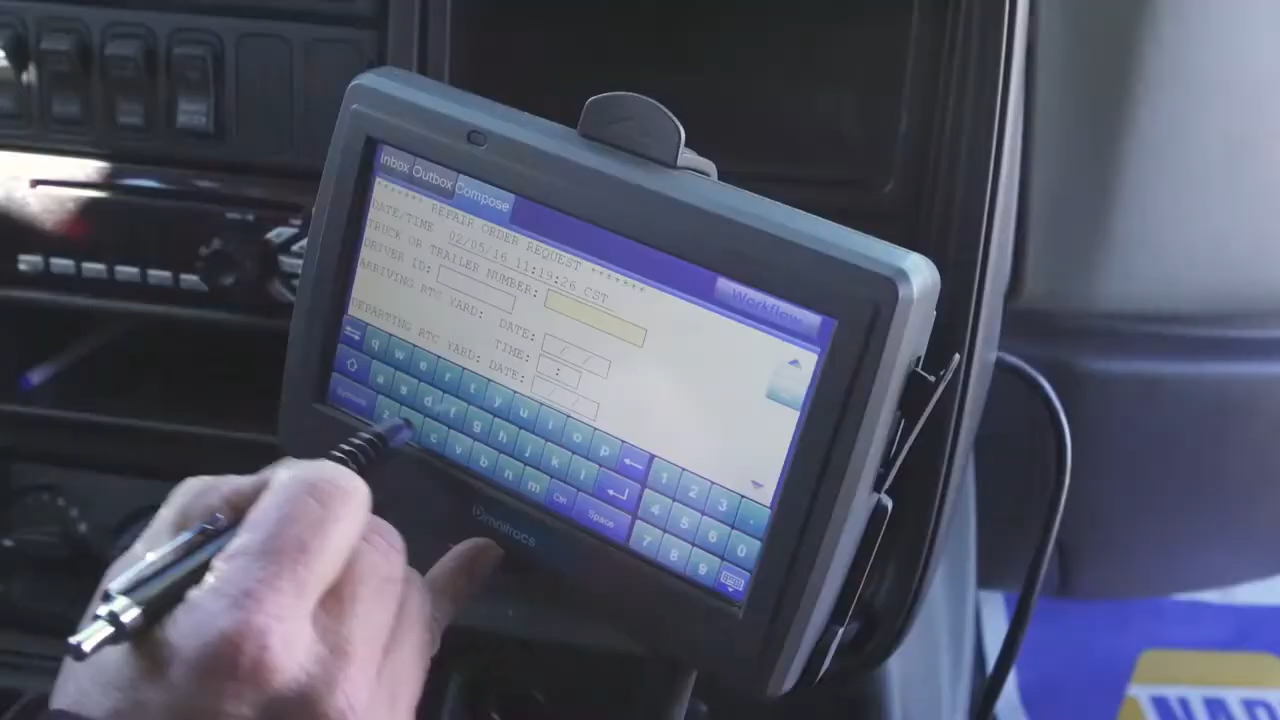 Inbox Outbox Compose
******* REPAIR ORDER REQUEST *******
DATE/TIME 02/05/16 11:19:26 CST
TRUCK OR TRAILER NUMBER:
DRIVER ID:
ARRIVING RTC YARD: DATE: / /
TIME: :
DEPARTING RTC YARD: DATE: / /
Workflow
q w e r t y u i o p 1 2 3 .
a s d f g h j k l 4 5 6 0
Symbols z c v b n m Ctrl Space 7 8 9
Omnitracs